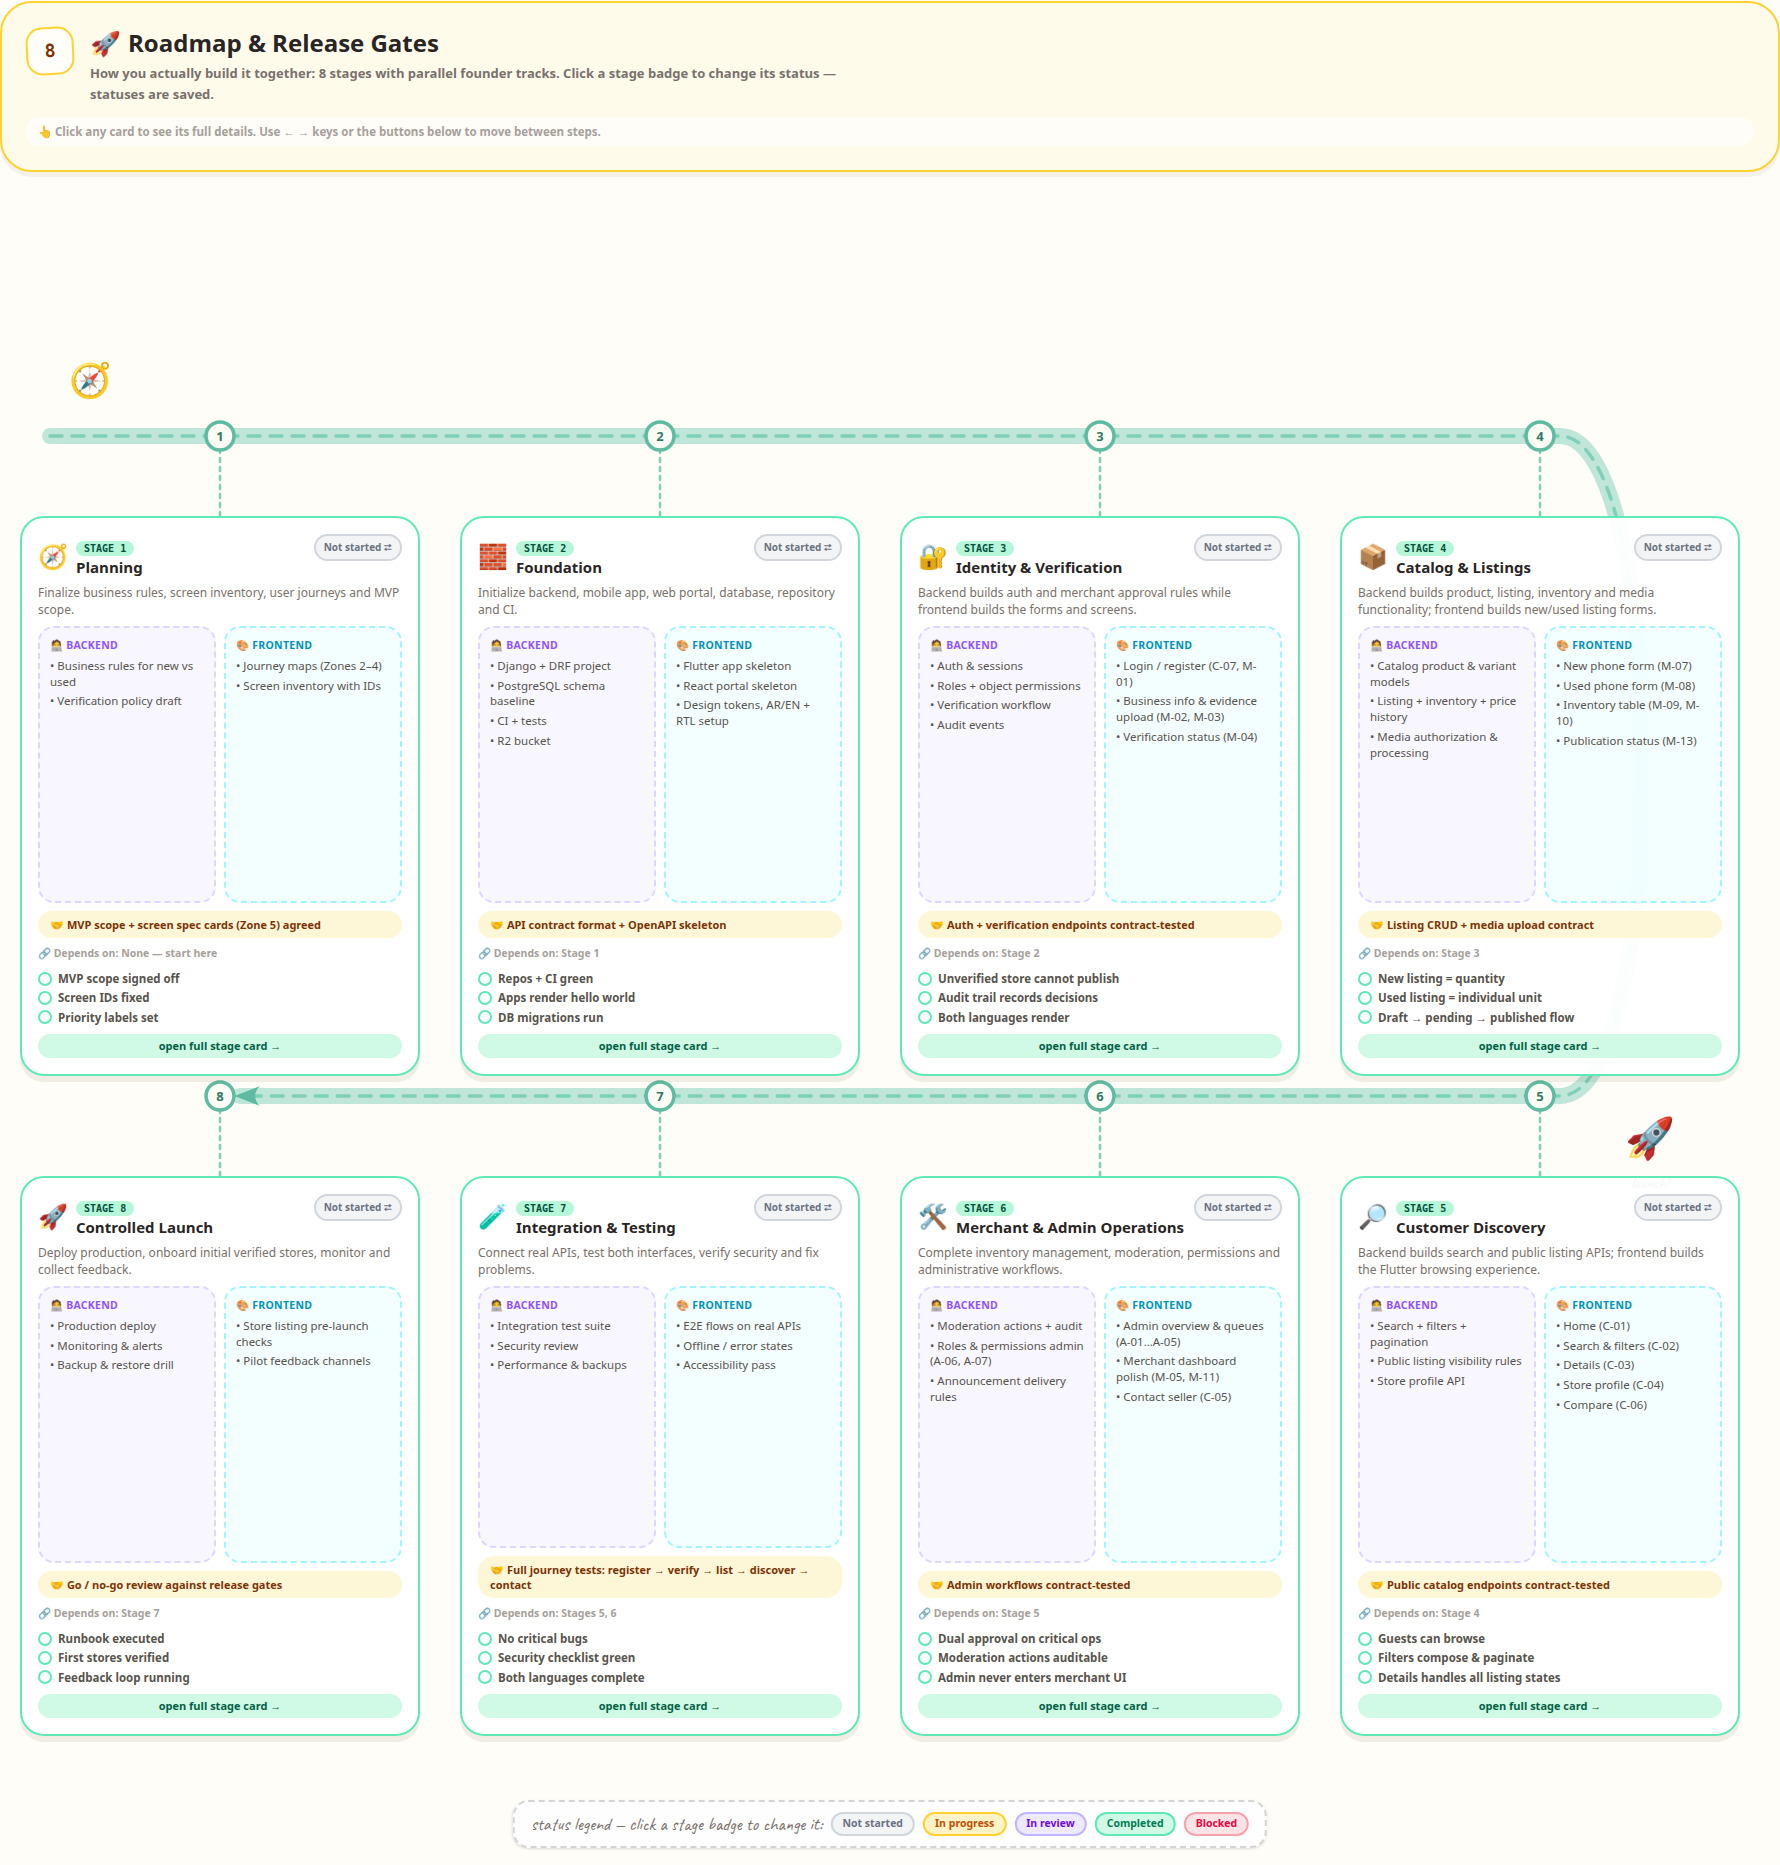 8
🚀 Roadmap & Release Gates
How you actually build it together: 8 stages with parallel founder tracks. Click a stage badge to change its status —
statuses are saved.
👆 Click any card to see its full details. Use ← → keys or the buttons below to move between steps.
1
2
3
4
STAGE 1
Not started ⇄
Planning
Finalize business rules, screen inventory, user journeys and MVP
scope.
BACKEND
• Business rules for new vs
used
• Verification policy draft
FRONTEND
• Journey maps (Zones 2–4)
• Screen inventory with IDs
MVP scope + screen spec cards (Zone 5) agreed
Depends on: None — start here
MVP scope signed off
Screen IDs fixed
Priority labels set
open full stage card →
STAGE 2
Not started ⇄
Foundation
Initialize backend, mobile app, web portal, database, repository
and CI.
BACKEND
• Django + DRF project
• PostgreSQL schema
baseline
• CI + tests
• R2 bucket
FRONTEND
• Flutter app skeleton
• React portal skeleton
• Design tokens, AR/EN +
RTL setup
API contract format + OpenAPI skeleton
Depends on: Stage 1
Repos + CI green
Apps render hello world
DB migrations run
open full stage card →
STAGE 3
Not started ⇄
Identity & Verification
Backend builds auth and merchant approval rules while
frontend builds the forms and screens.
BACKEND
• Auth & sessions
• Roles + object permissions
• Verification workflow
• Audit events
FRONTEND
• Login / register (C-07, M-
01)
• Business info & evidence
upload (M-02, M-03)
• Verification status (M-04)
Auth + verification endpoints contract-tested
Depends on: Stage 2
Unverified store cannot publish
Audit trail records decisions
Both languages render
open full stage card →
STAGE 4
Not started ⇄
Catalog & Listings
Backend builds product, listing, inventory and media
functionality; frontend builds new/used listing forms.
BACKEND
• Catalog product & variant
models
• Listing + inventory + price
history
• Media authorization &
processing
FRONTEND
• New phone form (M-07)
• Used phone form (M-08)
• Inventory table (M-09, M-
10)
• Publication status (M-13)
Listing CRUD + media upload contract
Depends on: Stage 3
New listing = quantity
Used listing = individual unit
Draft → pending → published flow
open full stage card →
8
7
6
5
STAGE 8
Not started ⇄
Controlled Launch
Deploy production, onboard initial verified stores, monitor and
collect feedback.
BACKEND
• Production deploy
• Monitoring & alerts
• Backup & restore drill
FRONTEND
• Store listing pre-launch
checks
• Pilot feedback channels
Go / no-go review against release gates
Depends on: Stage 7
Runbook executed
First stores verified
Feedback loop running
open full stage card →
STAGE 7
Not started ⇄
Integration & Testing
Connect real APIs, test both interfaces, verify security and fix
problems.
BACKEND
• Integration test suite
• Security review
• Performance & backups
FRONTEND
• E2E flows on real APIs
• Offline / error states
• Accessibility pass
Full journey tests: register → verify → list → discover →
contact
Depends on: Stages 5, 6
No critical bugs
Security checklist green
Both languages complete
open full stage card →
STAGE 6
Not started ⇄
Merchant & Admin Operations
Complete inventory management, moderation, permissions and
administrative workflows.
BACKEND
• Moderation actions + audit
• Roles & permissions admin
(A-06, A-07)
• Announcement delivery
rules
FRONTEND
• Admin overview & queues
(A-01…A-05)
• Merchant dashboard
polish (M-05, M-11)
• Contact seller (C-05)
Admin workflows contract-tested
Depends on: Stage 5
Dual approval on critical ops
Moderation actions auditable
Admin never enters merchant UI
open full stage card →
STAGE 5
Not started ⇄
Customer Discovery
Backend builds search and public listing APIs; frontend builds
the Flutter browsing experience.
BACKEND
• Search + filters +
pagination
• Public listing visibility rules
• Store profile API
FRONTEND
• Home (C-01)
• Search & filters (C-02)
• Details (C-03)
• Store profile (C-04)
• Compare (C-06)
Public catalog endpoints contract-tested
Depends on: Stage 4
Guests can browse
Filters compose & paginate
Details handles all listing states
open full stage card →
status legend — click a stage badge to change it: Not started In progress In review Completed Blocked